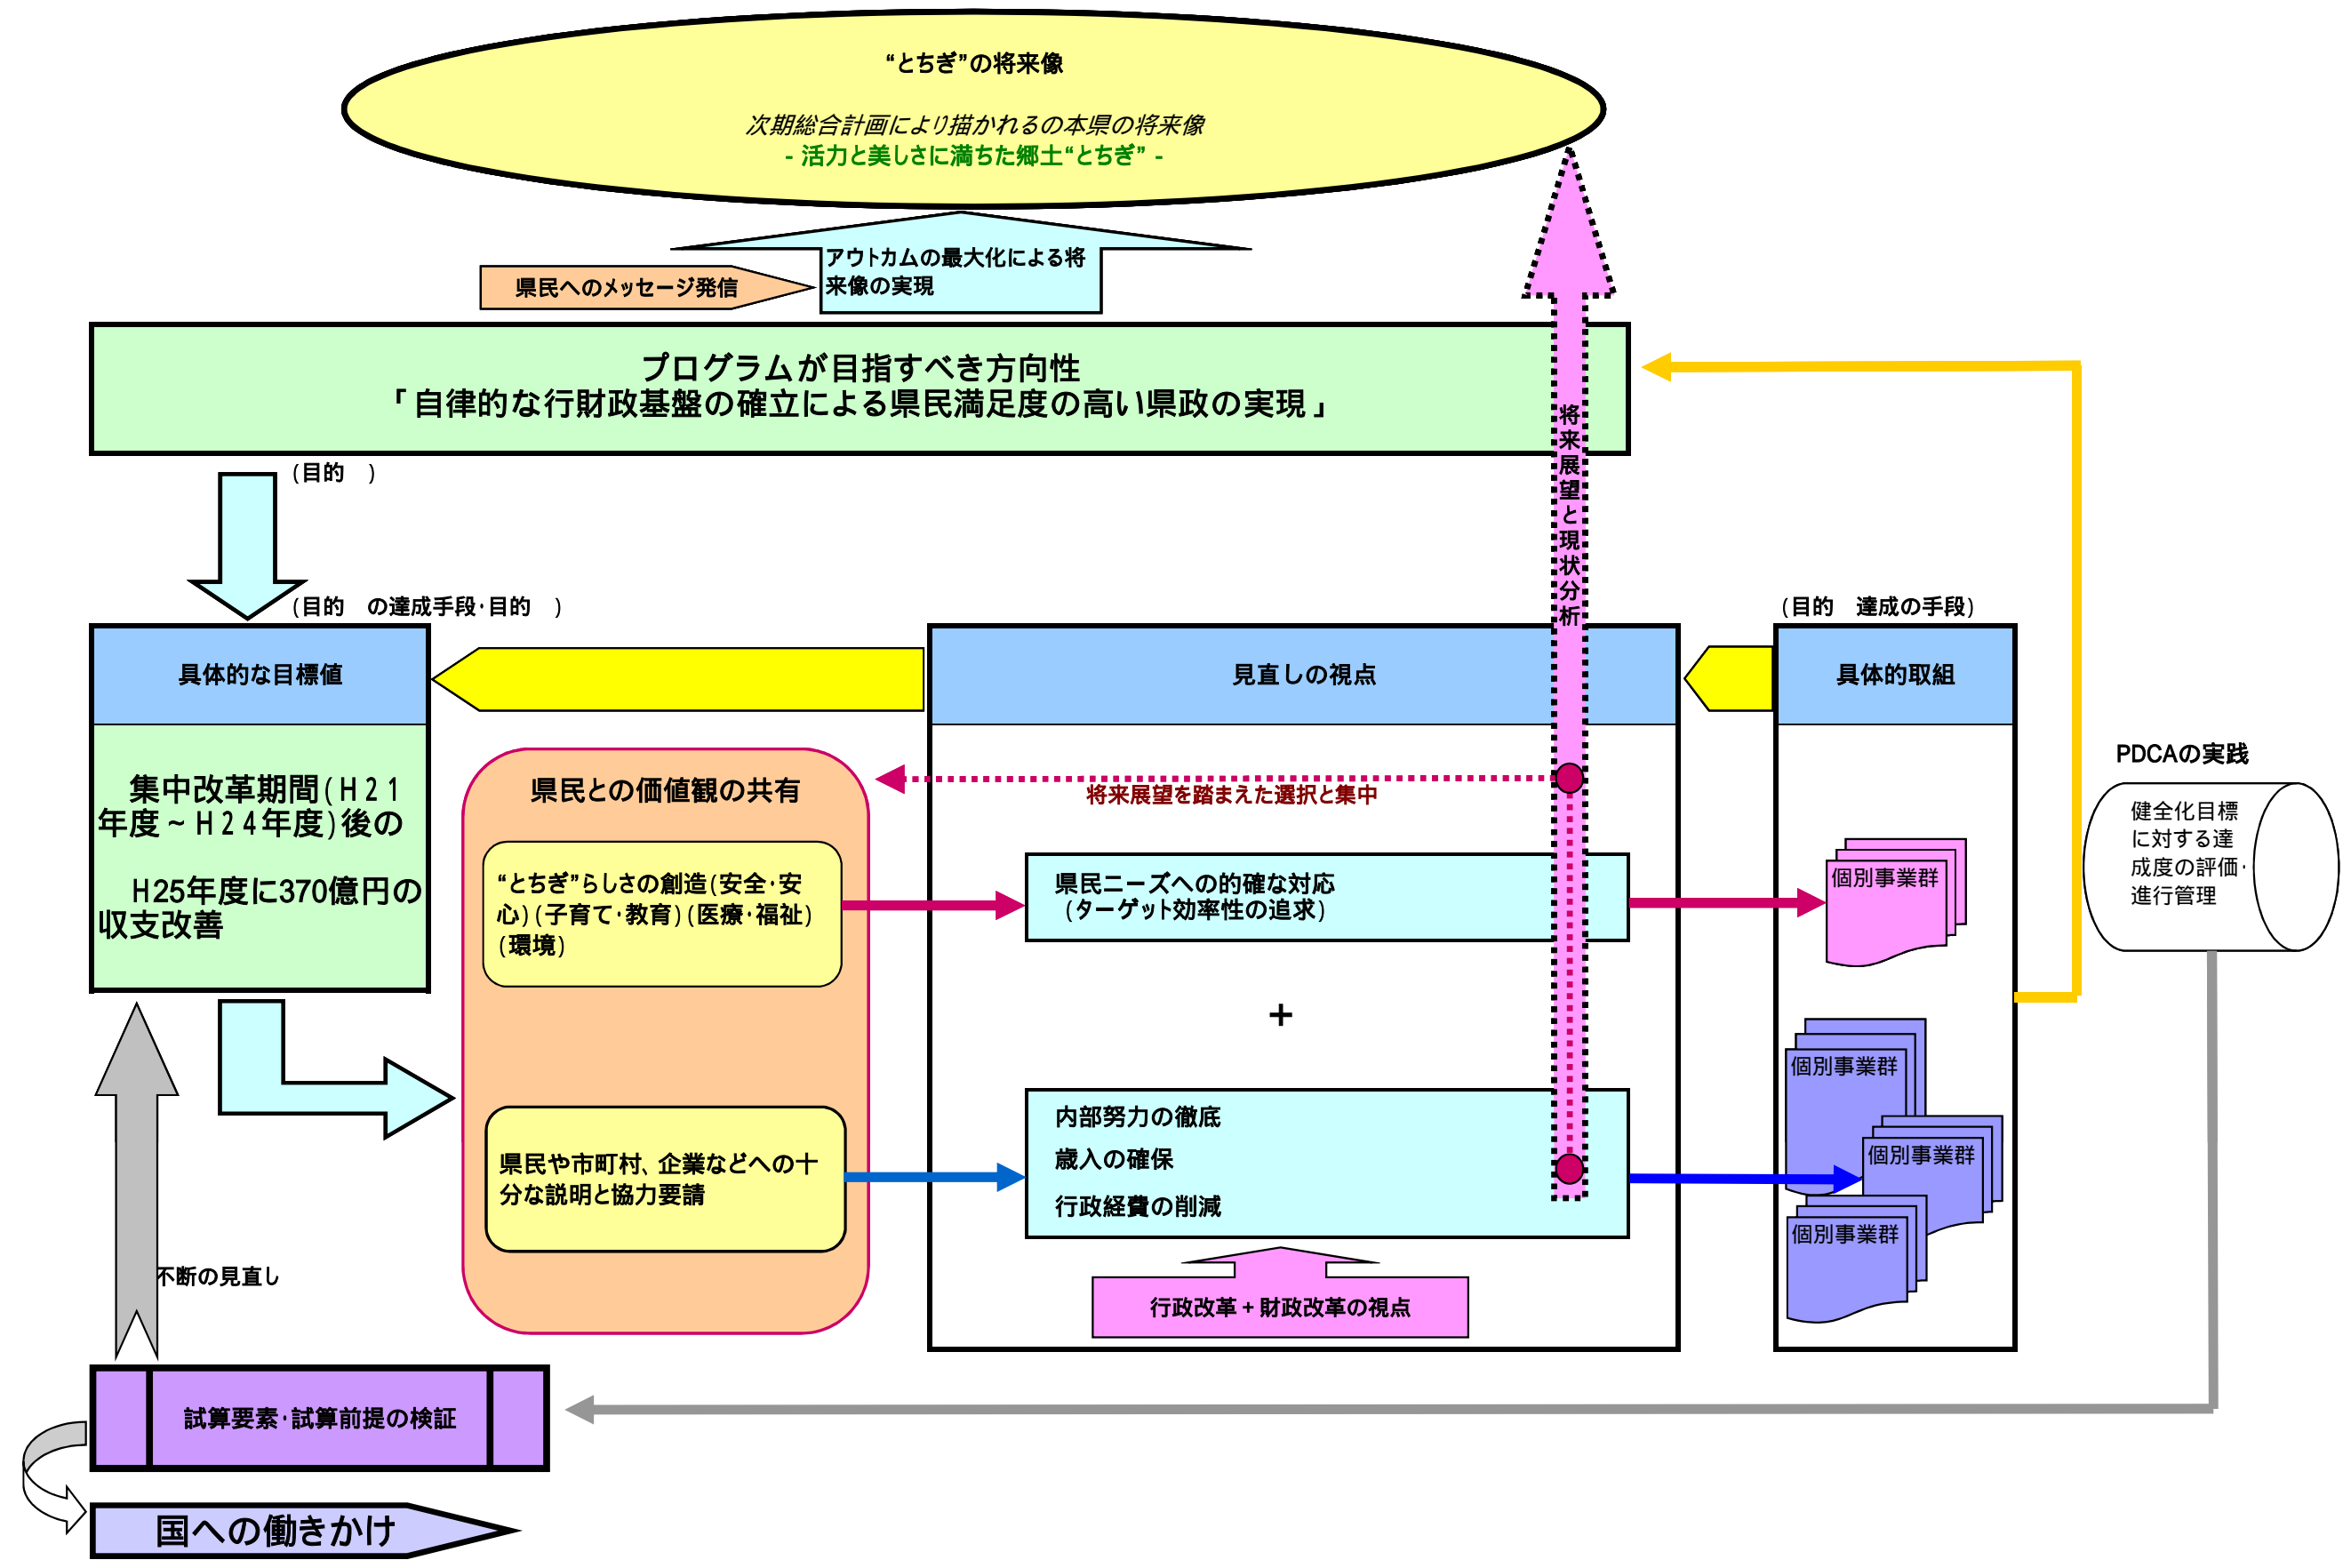 “とちぎ”の将来像
次期総合計画により描かれるの本県の将来像
- 活力と美しさに満ちた郷土“とちぎ” -
アウトカムの最大化による将
来像の実現
県民へのメッセージ発信
プログラムが目指すべき方向性
「自律的な行財政基盤の確立による県民満足度の高い県政の実現」
将来展望と現状分析
(目的　)
(目的　の達成手段・目的　)
(目的　達成の手段)
具体的な目標値
見直しの視点
具体的取組
集中改革期間(H21
年度~H24年度)後の
H25年度に370億円の
収支改善
県民との価値観の共有
将来展望を踏まえた選択と集中
“とちぎ”らしさの創造(安全・安
心)(子育て・教育)(医療・福祉)
(環境)
県民ニーズへの的確な対応
(ターゲット効率性の追求)
個別事業群
PDCAの実践
健全化目標
に対する達
成度の評価・
進行管理
+
個別事業群
個別事業群
個別事業群
県民や市町村、企業などへの十
分な説明と協力要請
内部努力の徹底
歳入の確保
行政経費の削減
行政改革+財政改革の視点
不断の見直し
試算要素・試算前提の検証
国への働きかけ